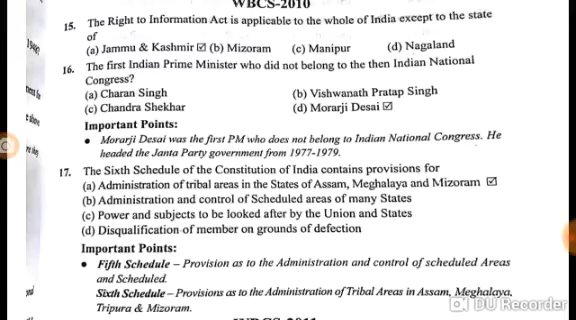 WBCS-2010
15. The Right to Information Act is applicable to the whole of India except to the state
of
(a) Jammu & Kashmir ☑ (b) Mizoram (c) Manipur (d) Nagaland
16. The first Indian Prime Minister who did not belong to the then Indian National
Congress?
(a) Charan Singh (b) Vishwanath Pratap Singh
(c) Chandra Shekhar (d) Morarji Desai ☑
Important Points:
• Morarji Desai was the first PM who does not belong to Indian National Congress. He
headed the Janta Party government from 1977-1979.
17. The Sixth Schedule of the Constitution of India contains provisions for
(a) Administration of tribal areas in the States of Assam, Meghalaya and Mizoram ☑
(b) Administration and control of Scheduled areas of many States
(c) Power and subjects to be looked after by the Union and States
(d) Disqualification of member on grounds of defection
Important Points:
• Fifth Schedule – Provision as to the Administration and control of scheduled Areas
and Scheduled.
Sixth Schedule – Provisions as to the Administration of Tribal Areas in Assam, Meghalaya,
Tripura & Mizoram.
DU Recorder